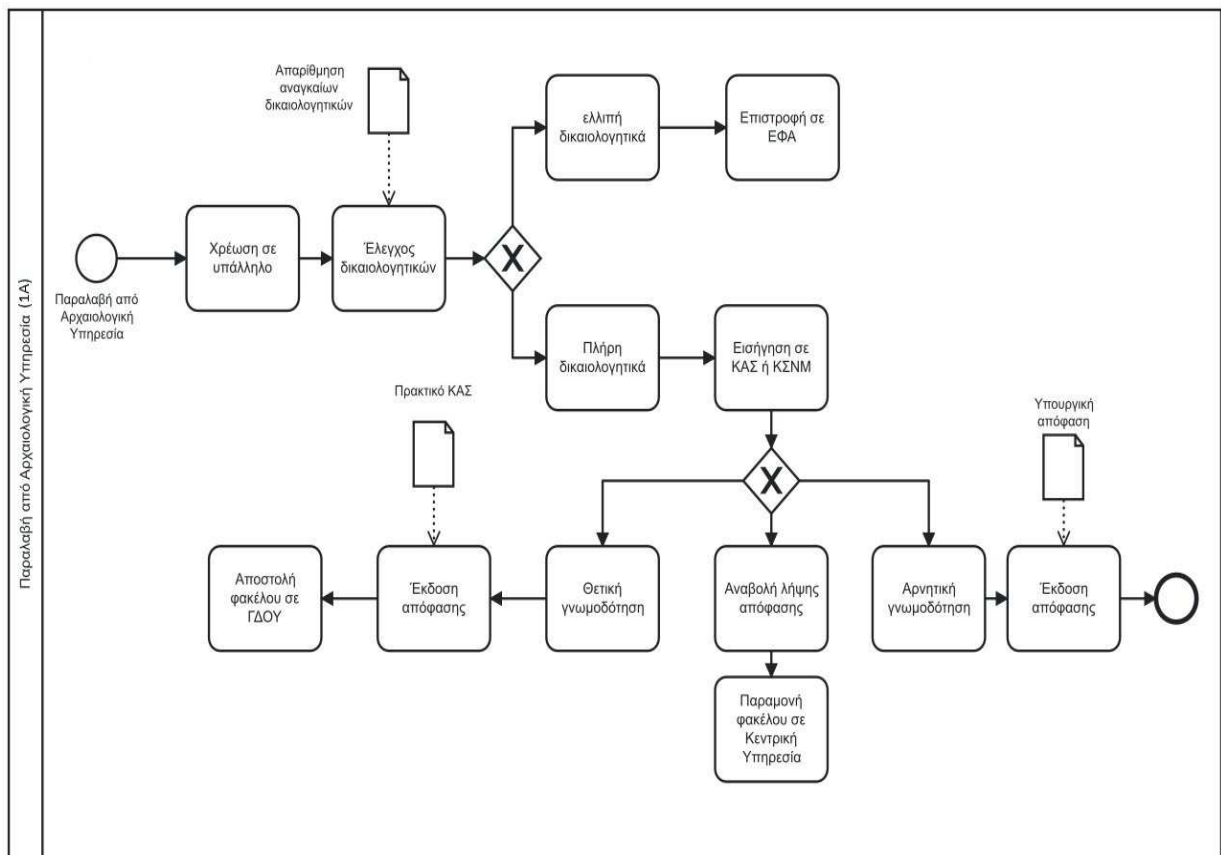 Παραλαβή από Αρχαιολογική Υπηρεσία (1Α)
Απαρίθμηση
αναγκαίων
δικαιολογητικών
ελλιπή
δικαιολογητικά
Επιστροφή σε
ΕΦΑ
Παραλαβή από
Αρχαιολογική
Υπηρεσία
Χρέωση σε
υπάλληλο
Έλεγχος
δικαιολογητικών
X
Πλήρη
δικαιολογητικά
Εισήγηση σε
ΚΑΣ ή ΚΣΝΜ
Πρακτικό ΚΑΣ
Υπουργική
απόφαση
X
Αποστολή
φακέλου σε
ΓΔΟΥ
Έκδοση
απόφασης
Θετική
γνωμοδότηση
Αναβολή λήψης
απόφασης
Αρνητική
γνωμοδότηση
Έκδοση
απόφασης
Παραμονή
φακέλου σε
Κεντρική
Υπηρεσία